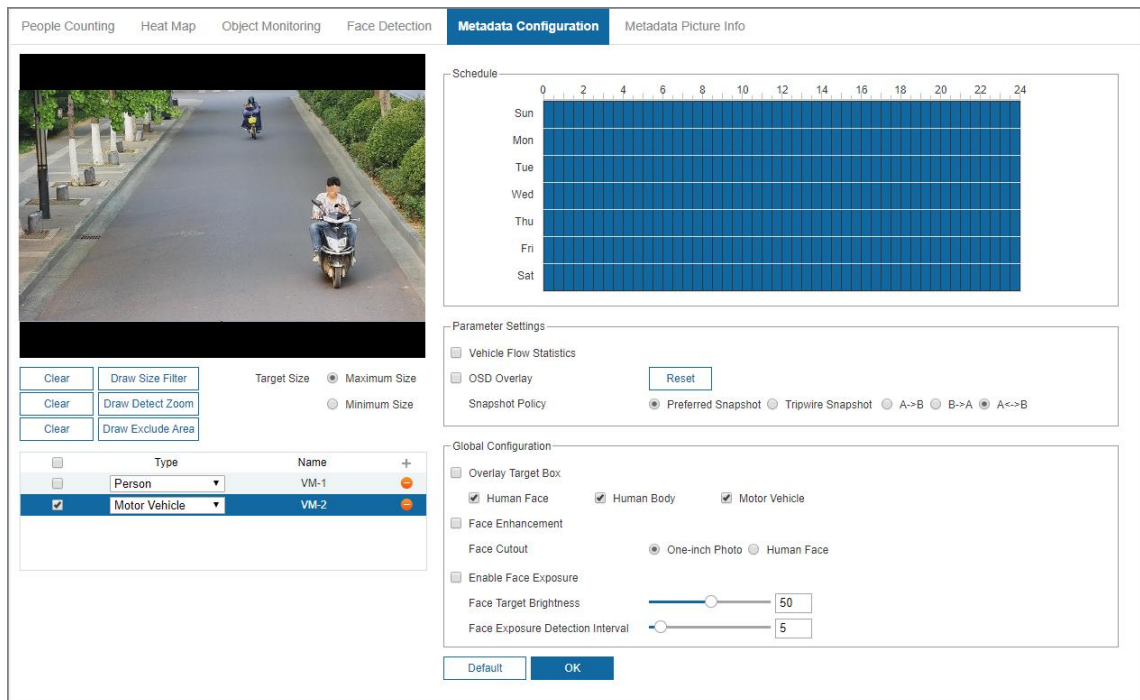 People Counting Heat Map Object Monitoring Face Detection Metadata Configuration Metadata Picture Info
Schedule
0 2 4 6 8 10 12 14 16 18 20 22 24
Sun
Mon
Tue
Wed
Thu
Fri
Sat
Clear Draw Size Filter Target Size Maximum Size
Clear Draw Detect Zoom Minimum Size
Clear Draw Exclude Area
Type Name +
Person VM-1
Motor Vehicle VM-2
Parameter Settings
Vehicle Flow Statistics
OSD Overlay Reset
Snapshot Policy Preferred Snapshot Tripwire Snapshot A->B B->A A<->B
Global Configuration
Overlay Target Box
Human Face Human Body Motor Vehicle
Face Enhancement
Face Cutout One-inch Photo Human Face
Enable Face Exposure
Face Target Brightness 50
Face Exposure Detection Interval 5
Default OK